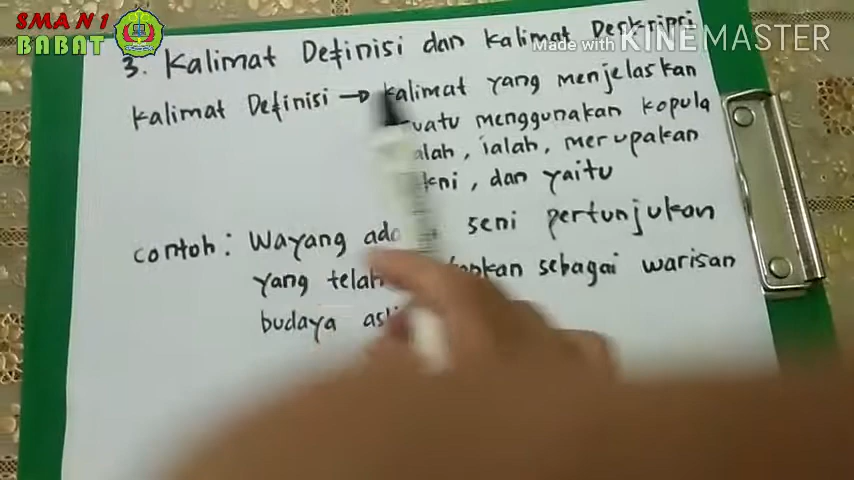 SMA N 1
BABAT
Made with KINEMASTER
3. Kalimat Definisi dan Kalimat Deskripsi
Kalimat Definisi → kalimat yang menjelaskan
menggunakan kopula
ialah, merupakan
, dan yaitu
contoh: Wayang seni pertunjukan
yang telah sebagai warisan
budaya